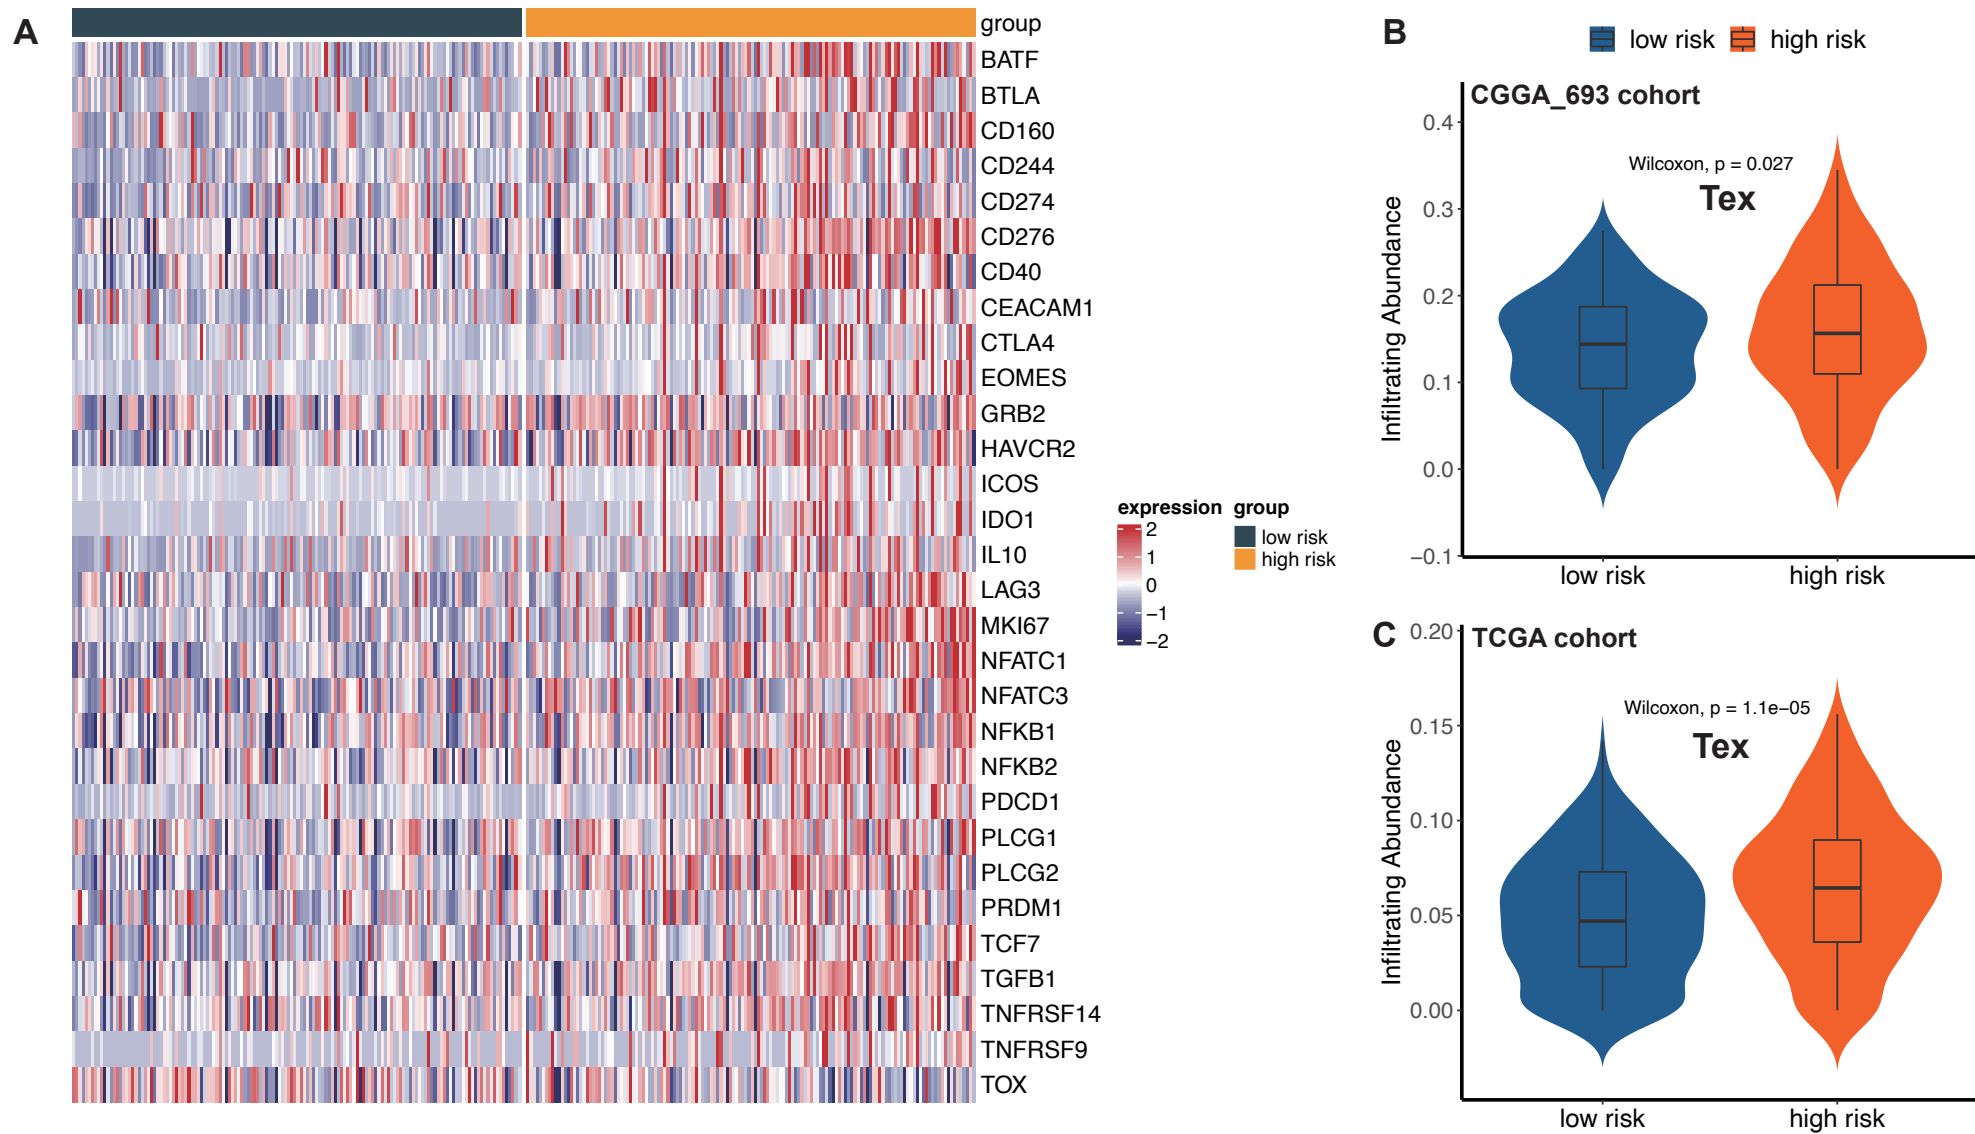 A
group
BATF
BTLA
CD160
CD244
CD274
CD276
CD40
CEACAM1
CTLA4
EOMES
GRB2
HAVCR2
ICOS
IDO1
IL10
LAG3
MKI67
NFATC1
NFATC3
NFKB1
NFKB2
PDCD1
PLCG1
PLCG2
PRDM1
TCF7
TGFB1
TNFRSF14
TNFRSF9
TOX
expression
2
1
0
−1
−2
group
low risk
high risk
B
low risk
high risk
CGGA_693 cohort
Wilcoxon, p = 0.027
Tex
Infiltrating Abundance
0.4
0.3
0.2
0.1
0.0
−0.1
low risk
high risk
C
TCGA cohort
Wilcoxon, p = 1.1e−05
Tex
Infiltrating Abundance
0.20
0.15
0.10
0.05
0.00
low risk
high risk